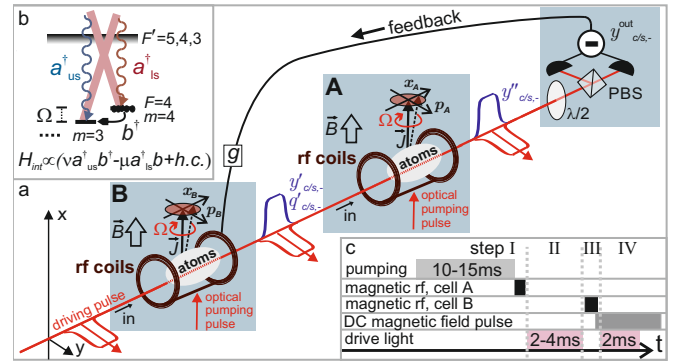 b
F′=5,4,3
a†us
a†ls
Ω
F=4
m=4
m=3
b†
Hint∝(νa†usb†-μa†lsb+h.c.)
feedback
yout c/s,-
PBS
λ/2
A
xA
pA
Ω
B
J
y″c/s,-
rf coils
atoms
in
optical
pumping
pulse
g
a
x
y
B
xB
pB
Ω
B
J
y′c/s,-
q′c/s,-
rf coils
atoms
driving pulse
in
optical
pumping
pulse
c
step I II III IV
pumping 10-15ms
magnetic rf, cell A
magnetic rf, cell B
DC magnetic field pulse
drive light 2-4ms 2ms
t